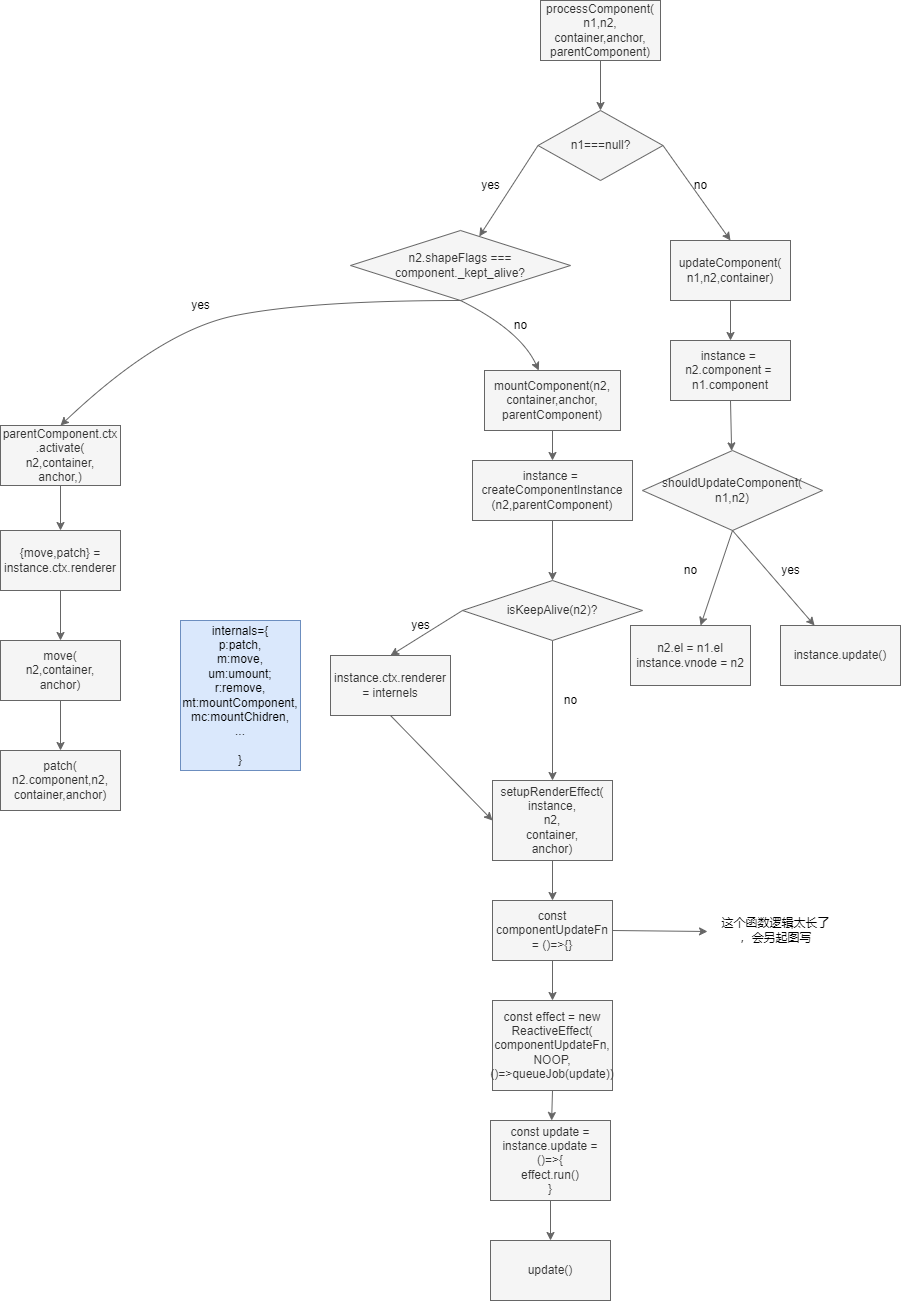 processComponent(
n1,n2,
container,anchor,
parentComponent)
n1===null?
yes
no
n2.shapeFlags ===
component._kept_alive?
updateComponent(
n1,n2,container)
yes
no
instance =
n2.component =
n1.component
mountComponent(n2,
container,anchor,
parentComponent)
parentComponent.ctx
.activate(
n2,container,
anchor,)
instance =
createComponentInstance
(n2,parentComponent)
shouldUpdateComponent(
n1,n2)
{move,patch} =
instance.ctx.renderer
no
yes
isKeepAlive(n2)?
yes
internals={
p:patch,
m:move,
um:umount;
r:remove,
mt:mountComponent,
mc:mountChidren,
...
}
n2.el = n1.el
instance.vnode = n2
instance.update()
move(
n2,container,
anchor)
instance.ctx.renderer
= internels
no
patch(
n2.component,n2,
container,anchor)
setupRenderEffect(
instance,
n2,
container,
anchor)
const
componentUpdateFn
= ()=>{}
这个函数逻辑太长了
，会另起图写
const effect = new
ReactiveEffect(
componentUpdateFn,
NOOP,
()=>queueJob(update))
const update =
instance.update =
()=>{
effect.run()
}
update()